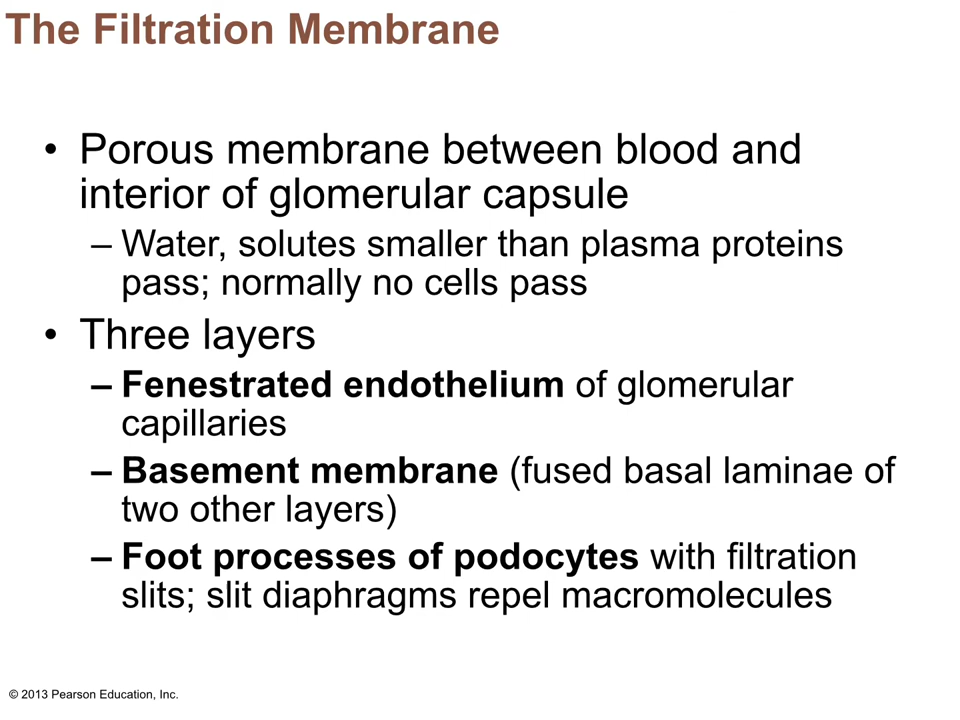 The Filtration Membrane
• Porous membrane between blood and
interior of glomerular capsule
– Water, solutes smaller than plasma proteins
pass; normally no cells pass
• Three layers
– Fenestrated endothelium of glomerular
capillaries
– Basement membrane (fused basal laminae of
two other layers)
– Foot processes of podocytes with filtration
slits; slit diaphragms repel macromolecules
© 2013 Pearson Education, Inc.